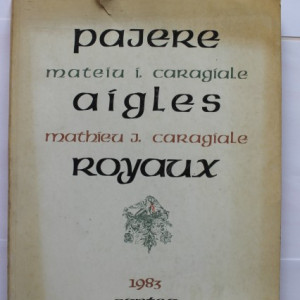 pajere
mateiu i. caragiale
aigles
mathieu j. caragiale
royaux
1983